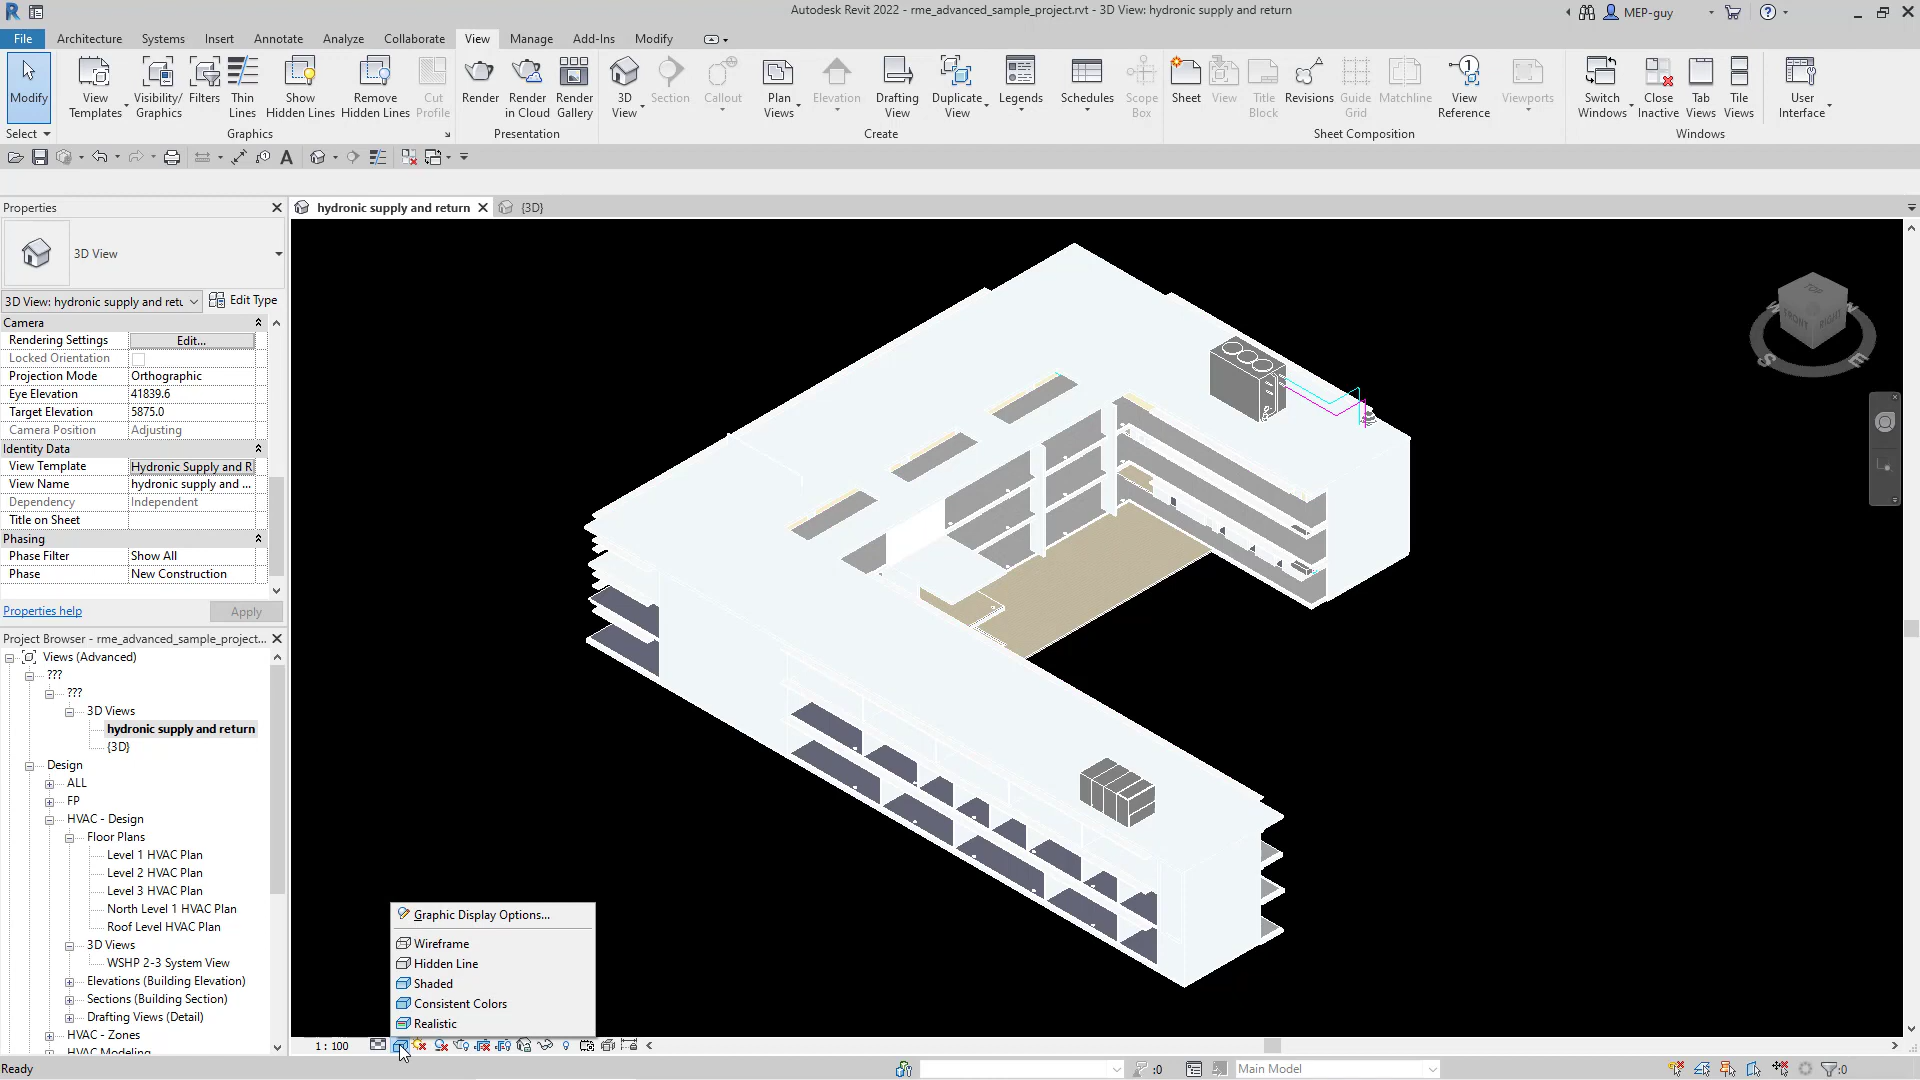 Autodesk Revit 2022 - rme_advanced_sample_project.rvt - 3D View: hydronic supply and return
MEP-guy
File Architecture Systems Insert Annotate Analyze Collaborate View Manage Add-Ins Modify
Modify
View Templates
Visibility/ Graphics
Filters
Thin Lines
Show Hidden Lines
Remove Hidden Lines
Cut Profile
Render
Render in Cloud
Render Gallery
3D View
Section
Callout
Plan Views
Elevation
Drafting View
Duplicate View
Legends
Schedules
Scope Box
Sheet
View
Title Block
Revisions
Guide Grid
Matchline
View Reference
Viewports
Switch Windows
Close Inactive
Tab Views
Tile Views
User Interface
Select Graphics Presentation Create Sheet Composition Windows
Properties
hydronic supply and return {3D}
3D View
3D View: hydronic supply and retu Edit Type
Camera
Rendering Settings Edit...
Locked Orientation
Projection Mode Orthographic
Eye Elevation 41839.6
Target Elevation 5875.0
Camera Position Adjusting
Identity Data
View Template Hydronic Supply and R
View Name hydronic supply and ...
Dependency Independent
Title on Sheet
Phasing
Phase Filter Show All
Phase New Construction
Properties help Apply
Project Browser - rme_advanced_sample_project...
Views (Advanced)
???
???
3D Views
hydronic supply and return
{3D}
Design
ALL
FP
HVAC - Design
Floor Plans
Level 1 HVAC Plan
Level 2 HVAC Plan
Level 3 HVAC Plan
North Level 1 HVAC Plan
Roof Level HVAC Plan
3D Views
WSHP 2-3 System View
Elevations (Building Elevation)
Sections (Building Section)
Drafting Views (Detail)
HVAC - Zones
HVAC Modeling
TOP
FRONT
RIGHT
W
N
S
E
Graphic Display Options...
Wireframe
Hidden Line
Shaded
Consistent Colors
Realistic
1 : 100
Ready
:0
Main Model
:0